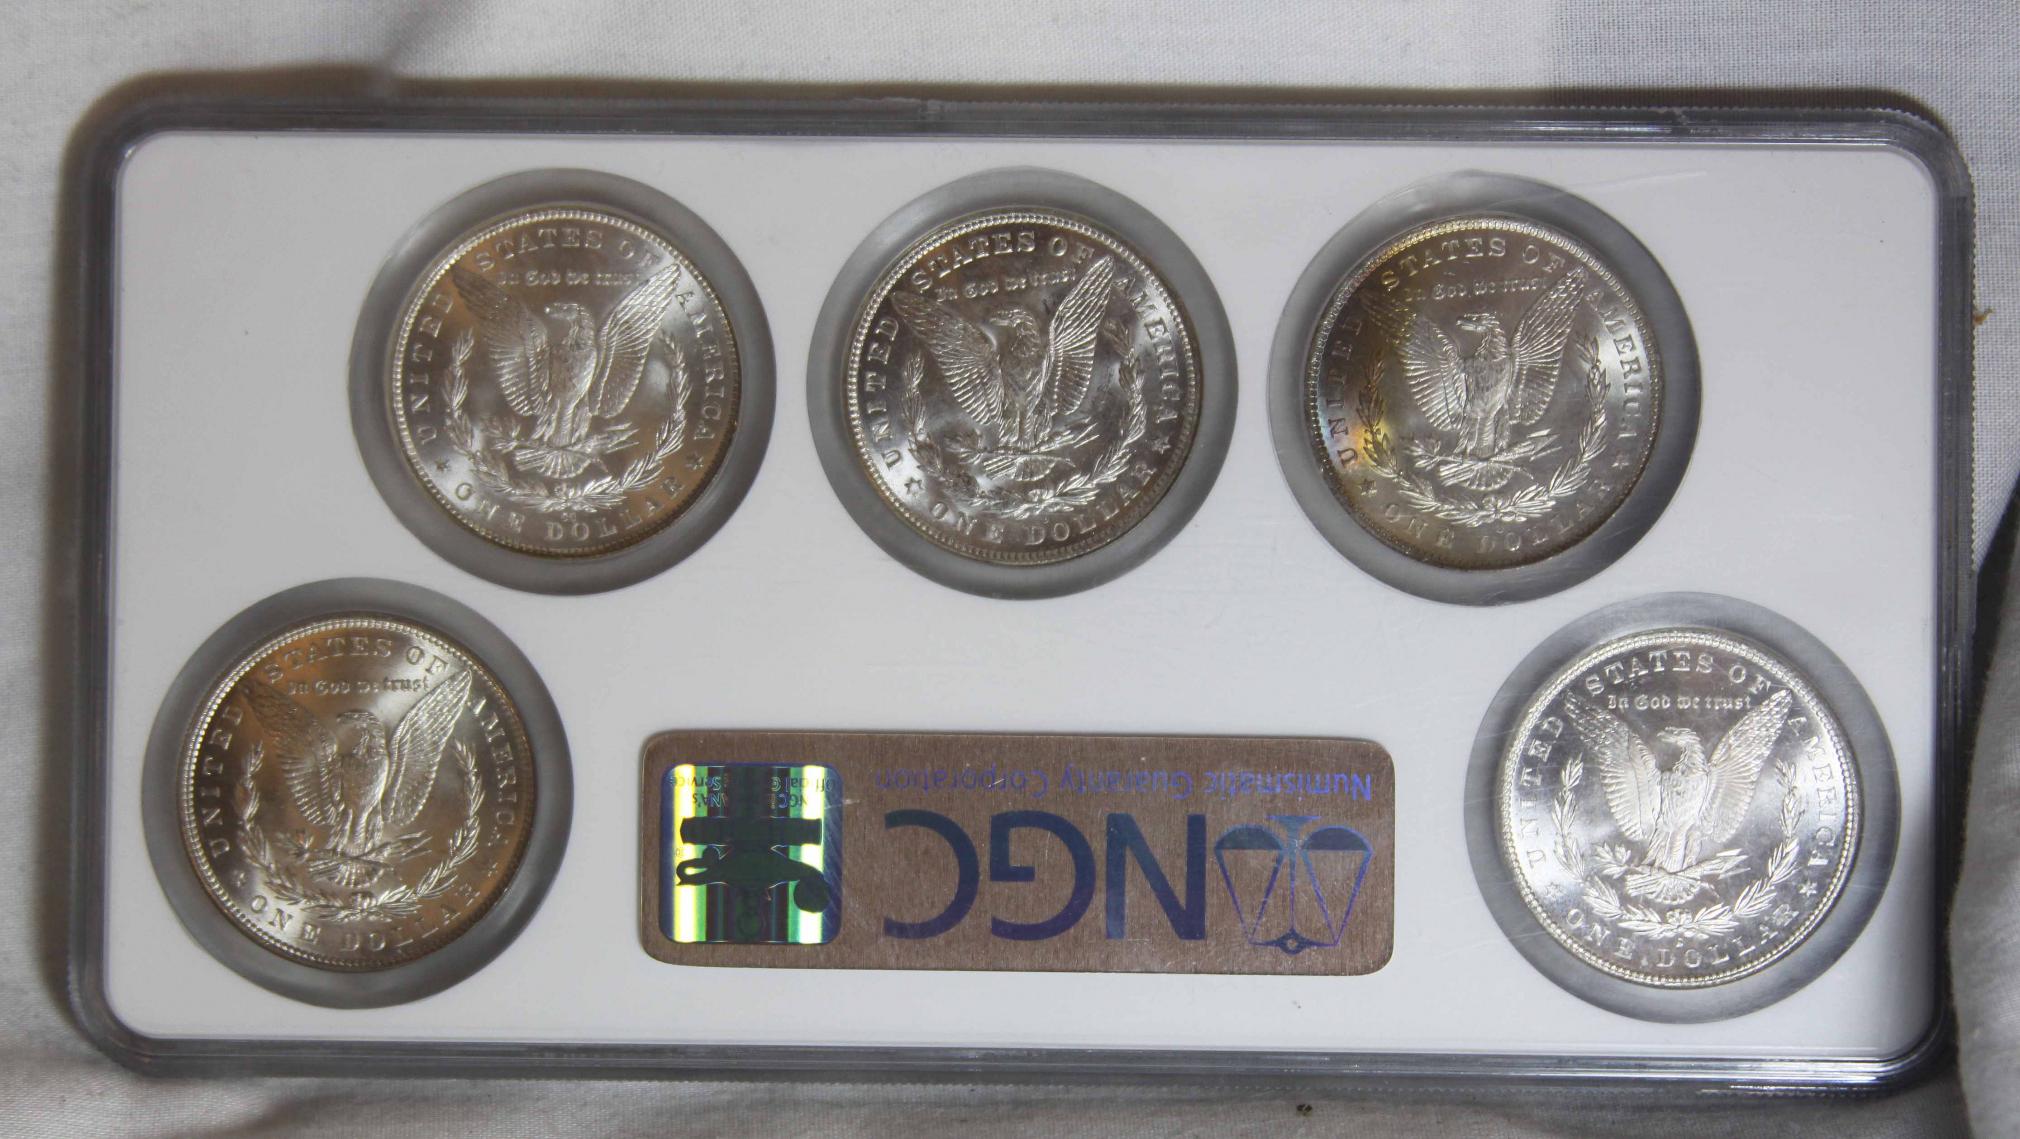 UNITED STATES OF AMERICA
In God we trust
ONE DOLLAR
UNITED STATES OF AMERICA
In God we trust
ONE DOLLAR
UNITED STATES OF AMERICA
In God we trust
ONE DOLLAR
UNITED STATES OF AMERICA
In God we trust
ONE DOLLAR
UNITED STATES OF AMERICA
In God we trust
ONE DOLLAR
Numismatic Guaranty Corporation
NGC